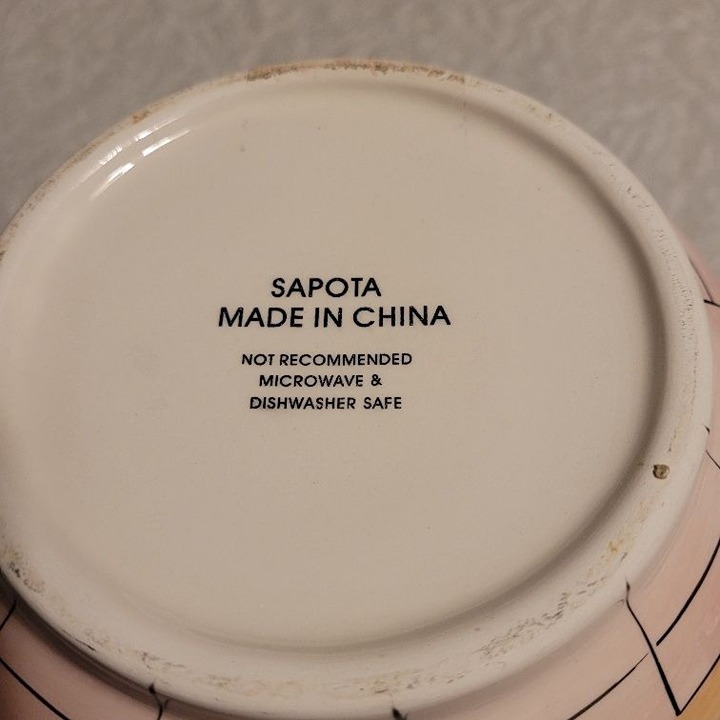 SAPOTA
MADE IN CHINA
NOT RECOMMENDED
MICROWAVE &
DISHWASHER SAFE